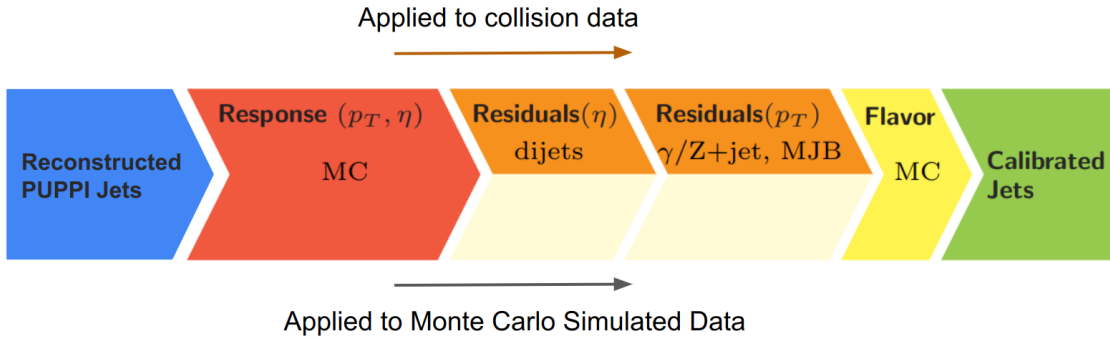 Applied to collision data
Reconstructed
PUPPI Jets
Response (p_T, η)
MC
Residuals(η)
dijets
Residuals(p_T)
γ/Z+jet, MJB
Flavor
MC
Calibrated
Jets
Applied to Monte Carlo Simulated Data